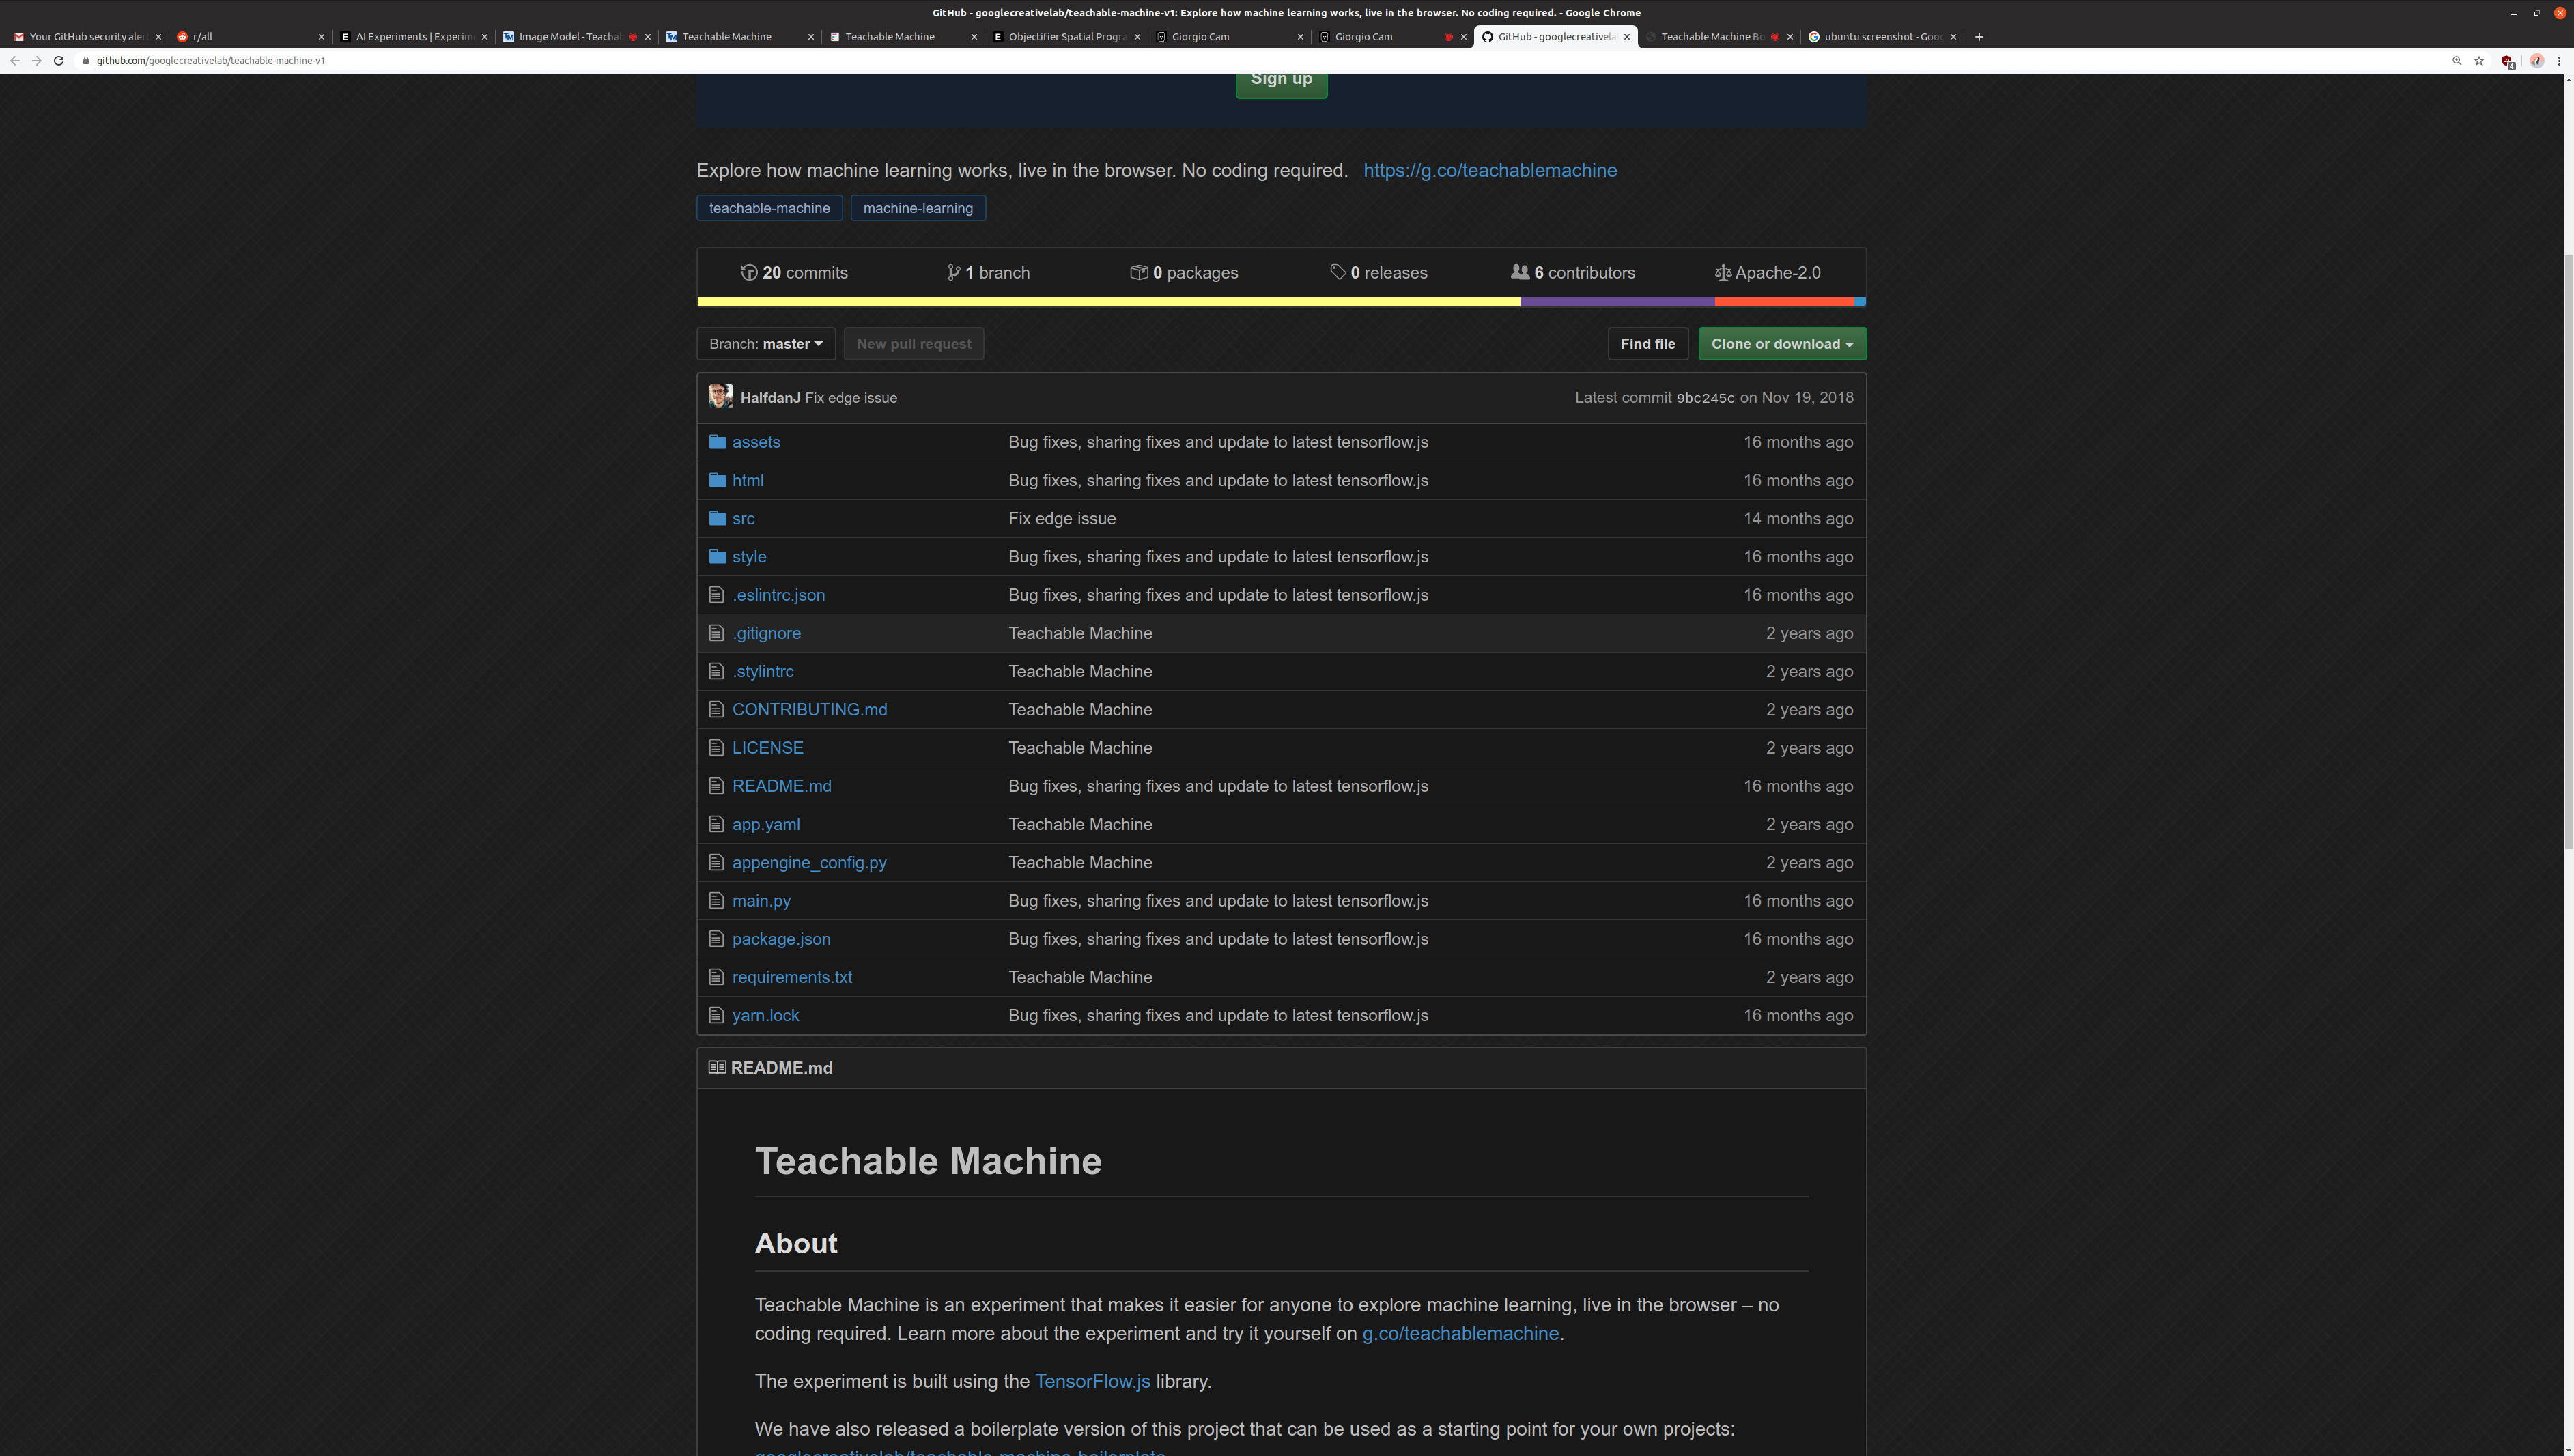 GitHub - googlecreativelab/teachable-machine-v1: Explore how machine learning works, live in the browser. No coding required. - Google Chrome
Your GitHub security aler r/all AI Experiments | Experim Image Model - Teachab Teachable Machine Teachable Machine Objectifier Spatial Progra Giorgio Cam Giorgio Cam GitHub - googlecreativela Teachable Machine Bo ubuntu screenshot - Goog
github.com/googlecreativelab/teachable-machine-v1
Sign up
Explore how machine learning works, live in the browser. No coding required. https://g.co/teachablemachine
teachable-machine machine-learning
20 commits 1 branch 0 packages 0 releases 6 contributors Apache-2.0
Branch: master New pull request Find file Clone or download
HalfdanJ Fix edge issue Latest commit 9bc245c on Nov 19, 2018
assets Bug fixes, sharing fixes and update to latest tensorflow.js 16 months ago
html Bug fixes, sharing fixes and update to latest tensorflow.js 16 months ago
src Fix edge issue 14 months ago
style Bug fixes, sharing fixes and update to latest tensorflow.js 16 months ago
.eslintrc.json Bug fixes, sharing fixes and update to latest tensorflow.js 16 months ago
.gitignore Teachable Machine 2 years ago
.stylintrc Teachable Machine 2 years ago
CONTRIBUTING.md Teachable Machine 2 years ago
LICENSE Teachable Machine 2 years ago
README.md Bug fixes, sharing fixes and update to latest tensorflow.js 16 months ago
app.yaml Teachable Machine 2 years ago
appengine_config.py Teachable Machine 2 years ago
main.py Bug fixes, sharing fixes and update to latest tensorflow.js 16 months ago
package.json Bug fixes, sharing fixes and update to latest tensorflow.js 16 months ago
requirements.txt Teachable Machine 2 years ago
yarn.lock Bug fixes, sharing fixes and update to latest tensorflow.js 16 months ago
README.md
Teachable Machine
About
Teachable Machine is an experiment that makes it easier for anyone to explore machine learning, live in the browser – no
coding required. Learn more about the experiment and try it yourself on g.co/teachablemachine.
The experiment is built using the TensorFlow.js library.
We have also released a boilerplate version of this project that can be used as a starting point for your own projects:
googlecreativelab/teachable-machine-boilerplate